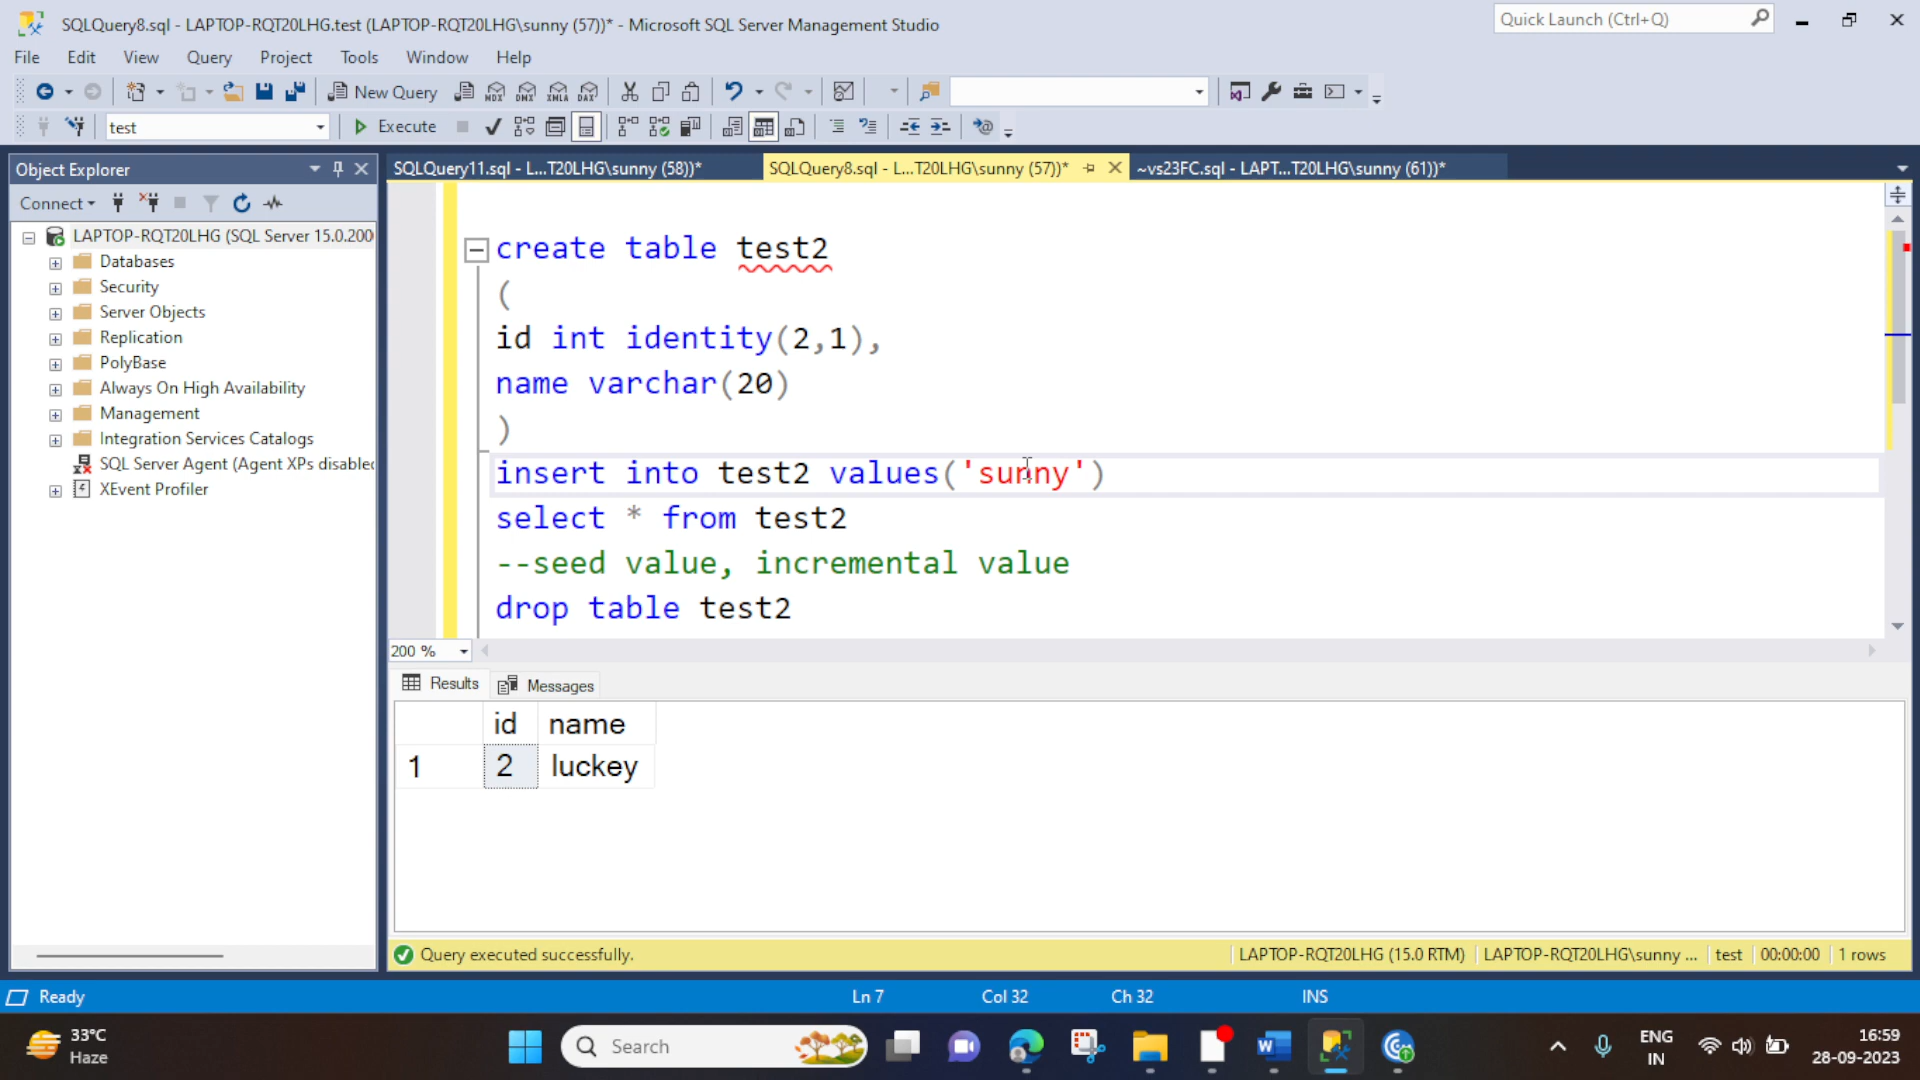 SQLQuery8.sql - LAPTOP-RQT20LHG.test (LAPTOP-RQT20LHG\sunny (57))* - Microsoft SQL Server Management Studio
Quick Launch (Ctrl+Q)
File Edit View Query Project Tools Window Help
New Query MDX DMX XMLA DAX
test Execute
Object Explorer
SQLQuery11.sql - L...T20LHG\sunny (58))* SQLQuery8.sql - L...T20LHG\sunny (57))* ~vs23FC.sql - LAPT...T20LHG\sunny (61))*
Connect
LAPTOP-RQT20LHG (SQL Server 15.0.200
Databases
Security
Server Objects
Replication
PolyBase
Always On High Availability
Management
Integration Services Catalogs
SQL Server Agent (Agent XPs disabled
XEvent Profiler
create table test2
(
id int identity(2,1),
name varchar(20)
)
insert into test2 values('sunny')
select * from test2
--seed value, incremental value
drop table test2
200 %
Results Messages
id name
1 2 luckey
Query executed successfully. LAPTOP-RQT20LHG (15.0 RTM) LAPTOP-RQT20LHG\sunny ... test 00:00:00 1 rows
Ready Ln 7 Col 32 Ch 32 INS
33°C
Haze
Search
ENG
IN
16:59
28-09-2023